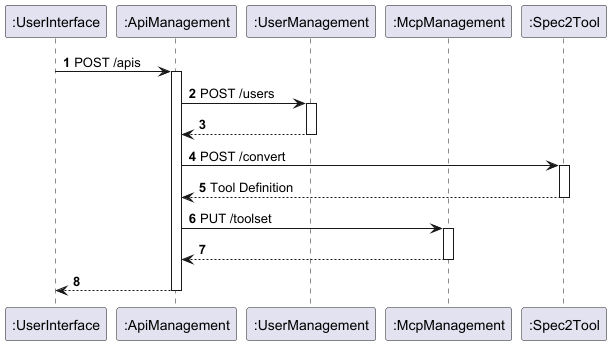 :UserInterface :ApiManagement :UserManagement :McpManagement :Spec2Tool
1 POST /apis
2 POST /users
3
4 POST /convert
5 Tool Definition
6 PUT /toolset
7
8
:UserInterface :ApiManagement :UserManagement :McpManagement :Spec2Tool